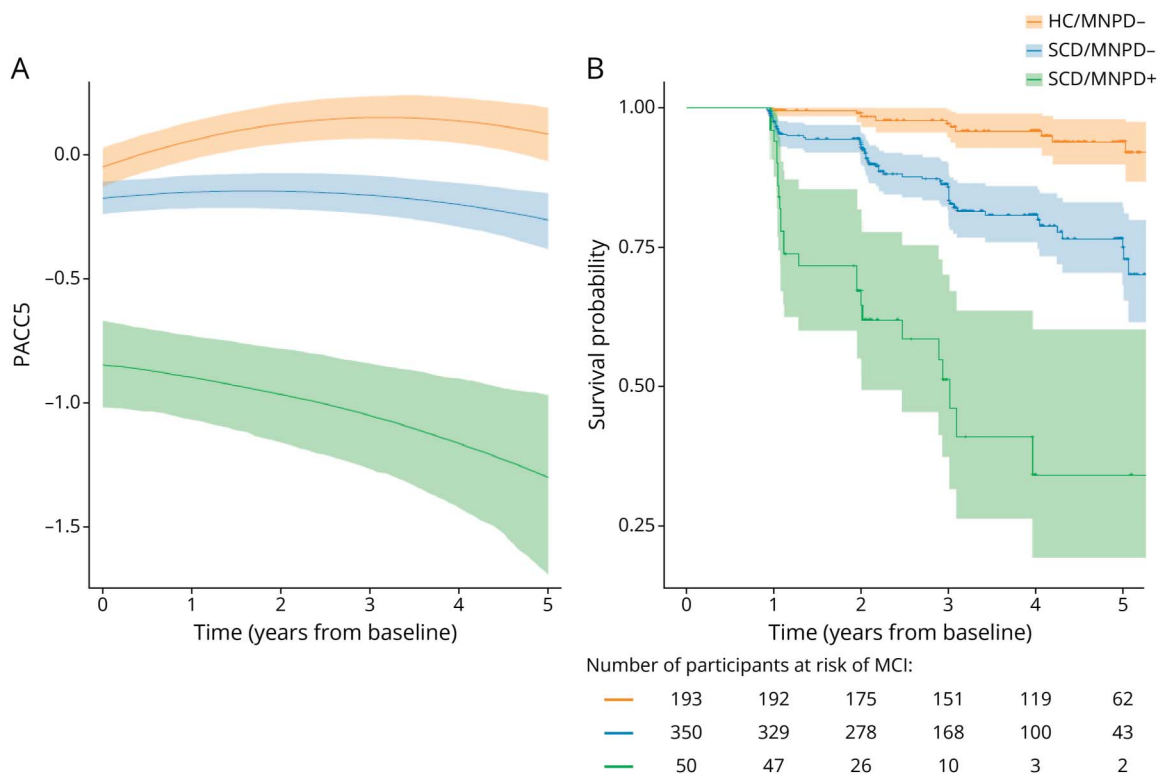 HC/MNPD–
SCD/MNPD–
SCD/MNPD+
A
0.0
–0.5
–1.0
–1.5
PACC5
0 1 2 3 4 5
Time (years from baseline)
B
1.00
0.75
0.50
0.25
Survival probability
0 1 2 3 4 5
Time (years from baseline)
Number of participants at risk of MCI:
193 192 175 151 119 62
350 329 278 168 100 43
50 47 26 10 3 2